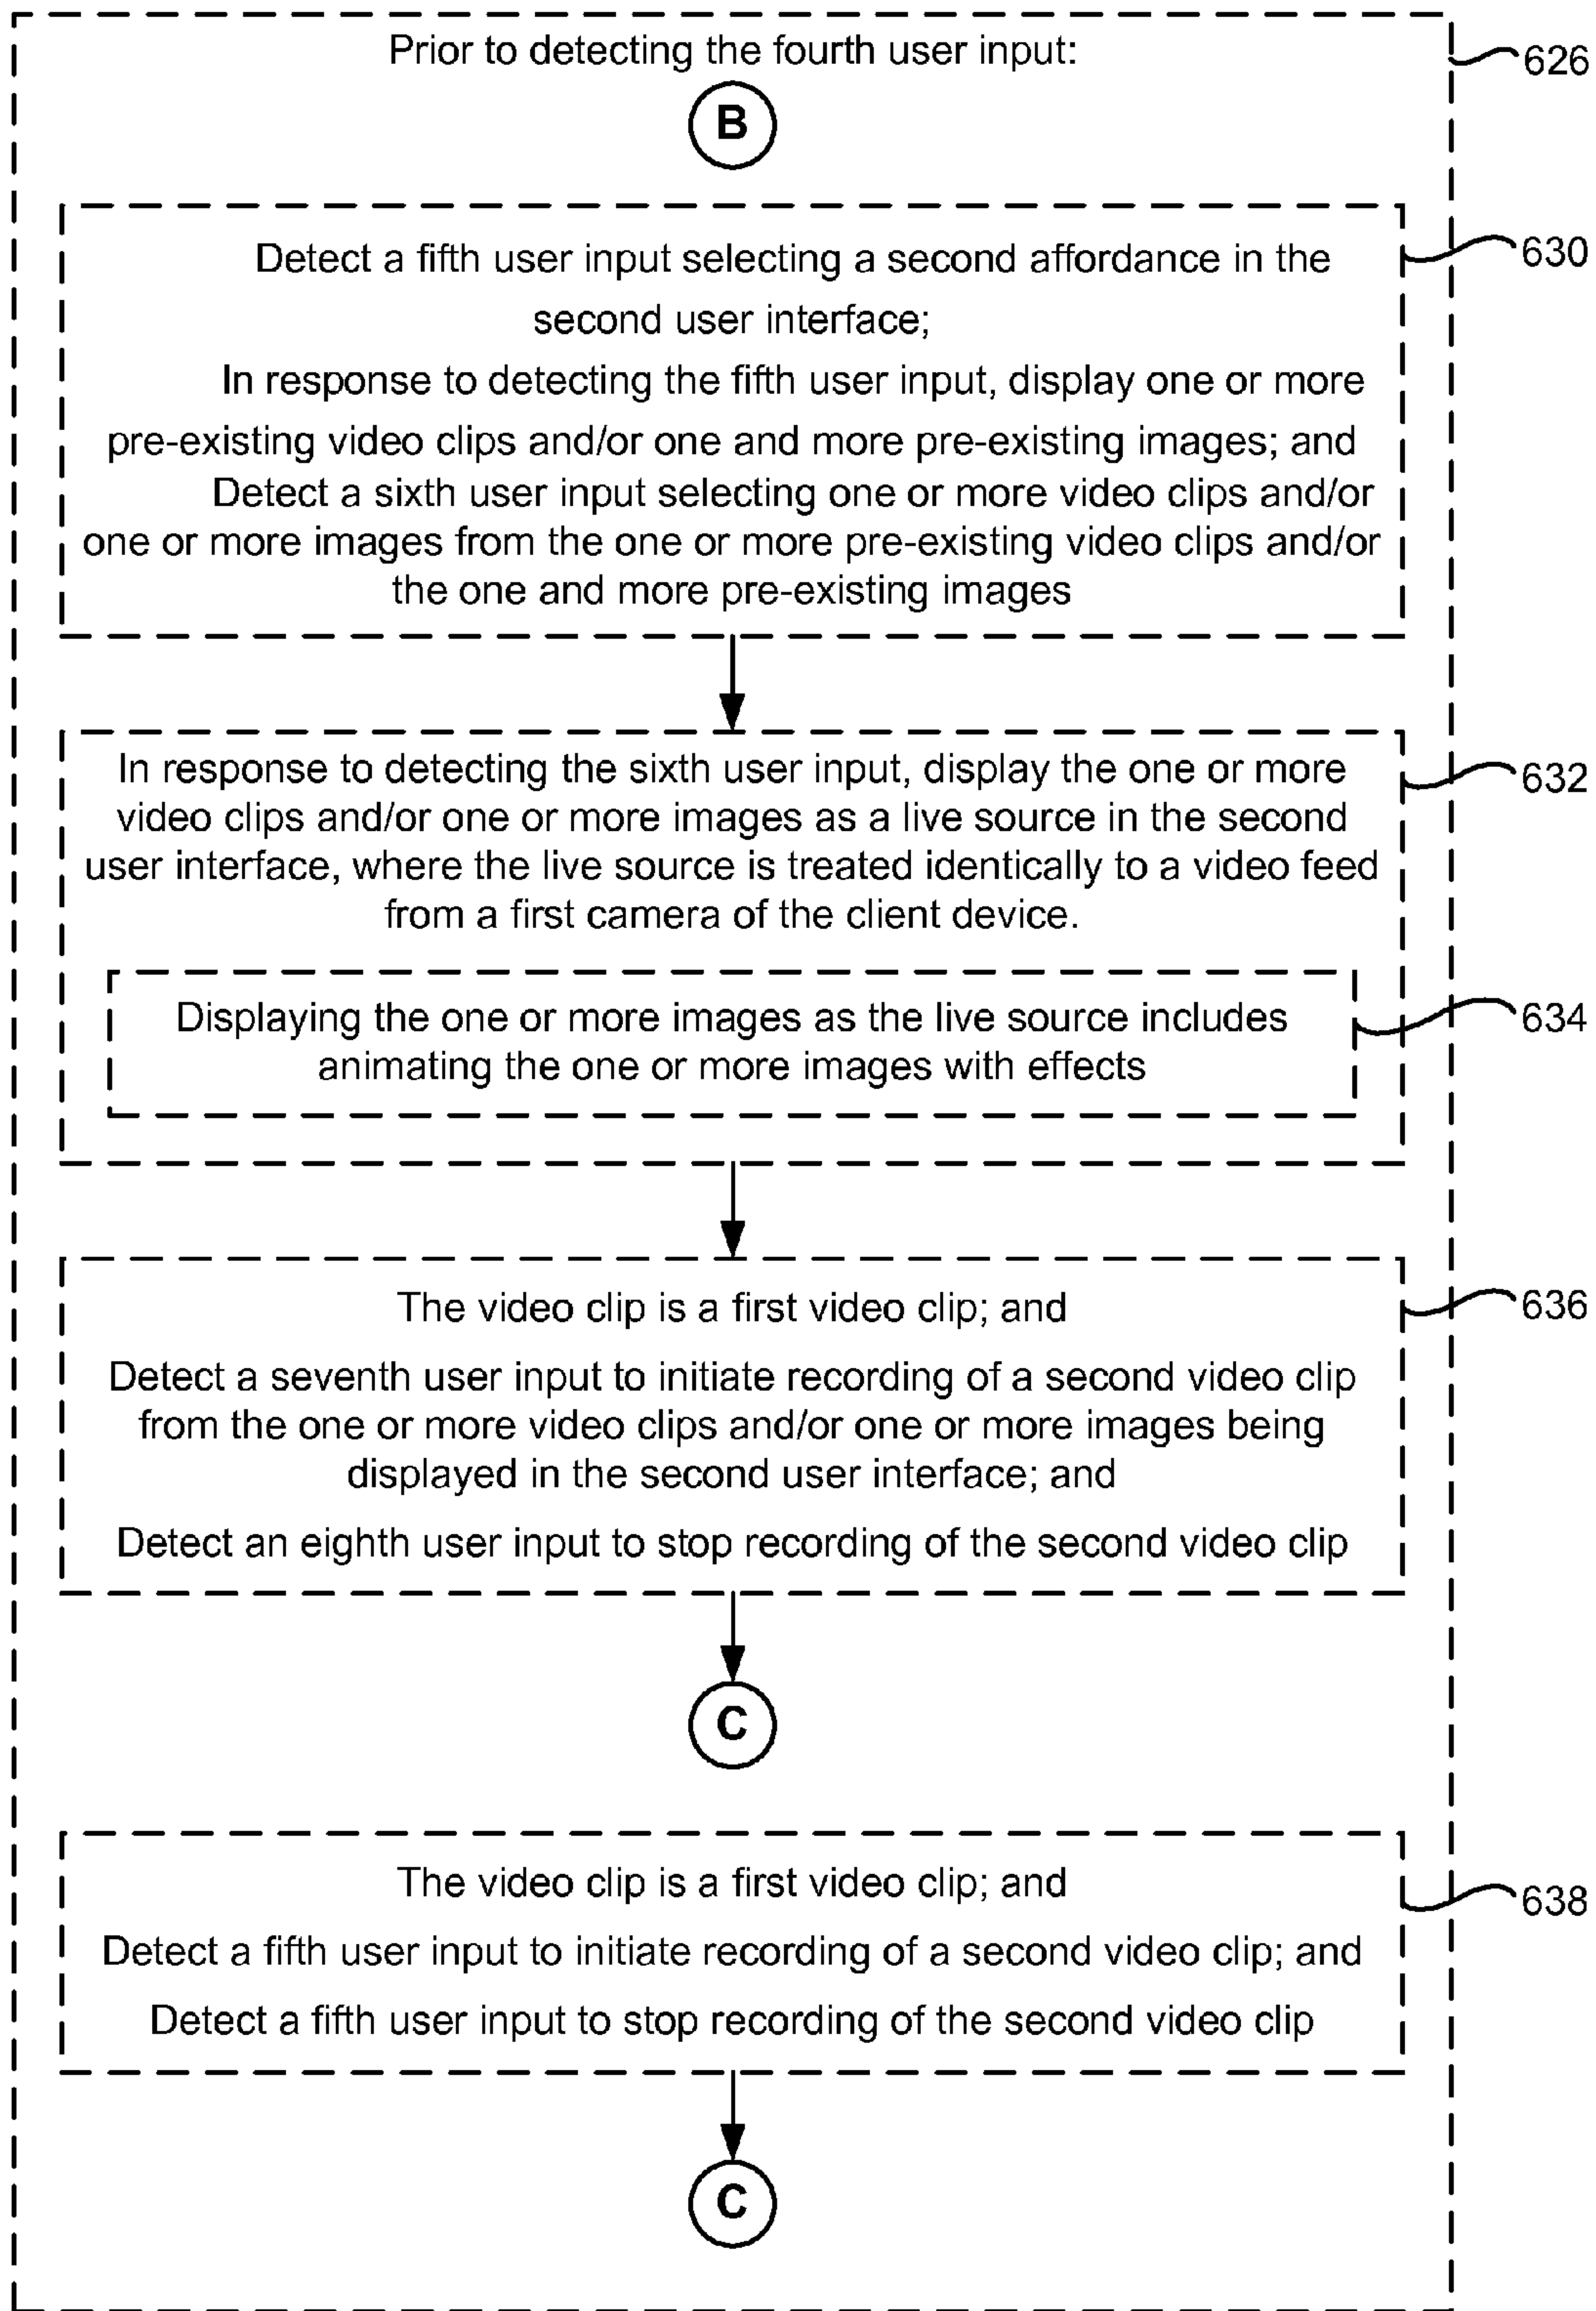 Prior to detecting the fourth user input:
626
B
Detect a fifth user input selecting a second affordance in the
second user interface;
In response to detecting the fifth user input, display one or more
pre-existing video clips and/or one and more pre-existing images; and
Detect a sixth user input selecting one or more video clips and/or
one or more images from the one or more pre-existing video clips and/or
the one and more pre-existing images
630
In response to detecting the sixth user input, display the one or more
video clips and/or one or more images as a live source in the second
user interface, where the live source is treated identically to a video feed
from a first camera of the client device.
632
Displaying the one or more images as the live source includes
animating the one or more images with effects
634
The video clip is a first video clip; and
Detect a seventh user input to initiate recording of a second video clip
from the one or more video clips and/or one or more images being
displayed in the second user interface; and
Detect an eighth user input to stop recording of the second video clip
636
C
The video clip is a first video clip; and
Detect a fifth user input to initiate recording of a second video clip; and
Detect a fifth user input to stop recording of the second video clip
638
C